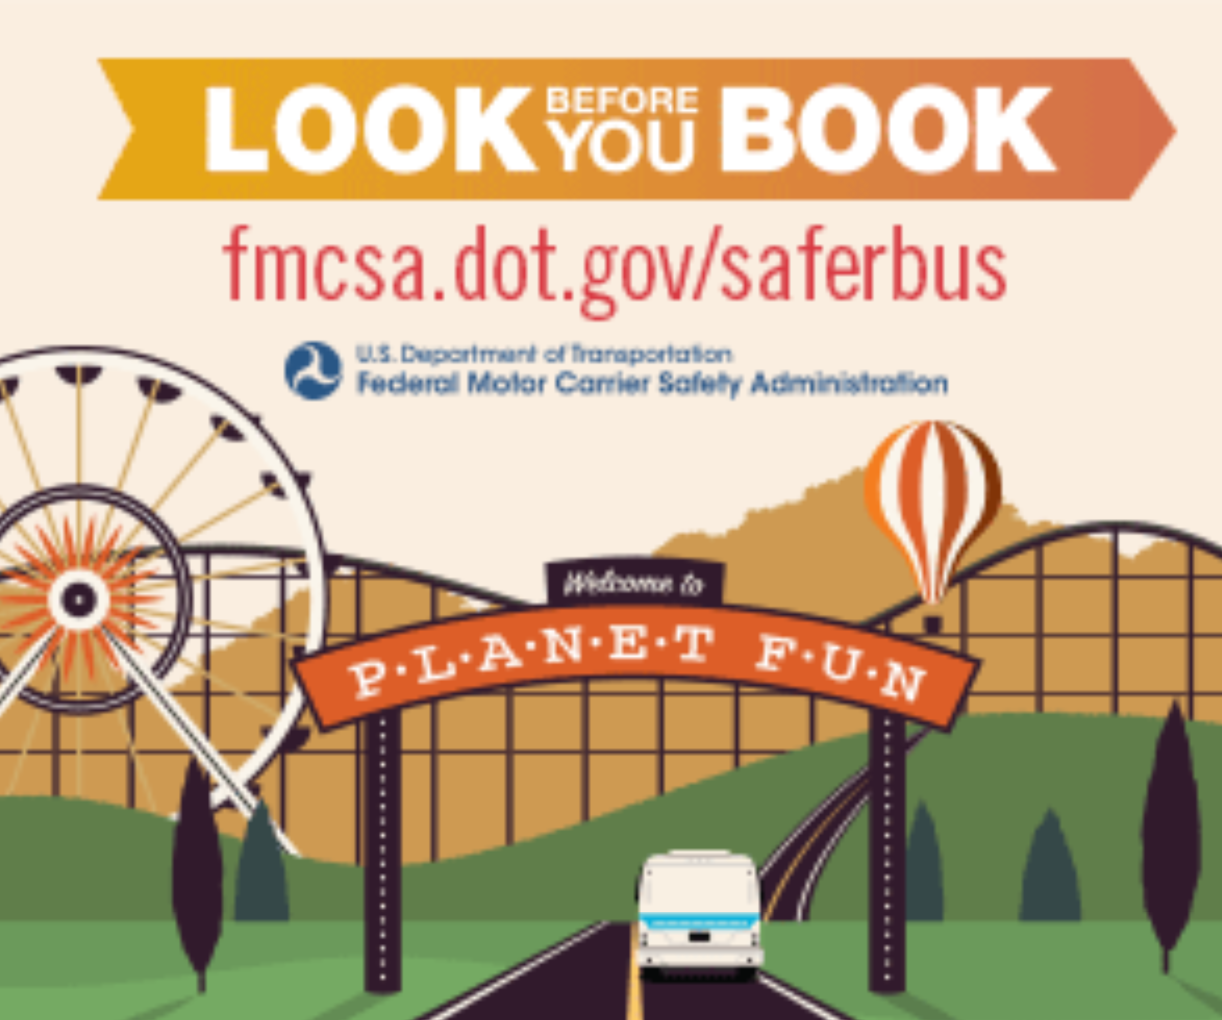 LOOK BEFORE YOU BOOK
fmcsa.dot.gov/saferbus
U.S. Department of Transportation
Federal Motor Carrier Safety Administration
Welcome to
P·L·A·N·E·T F·U·N